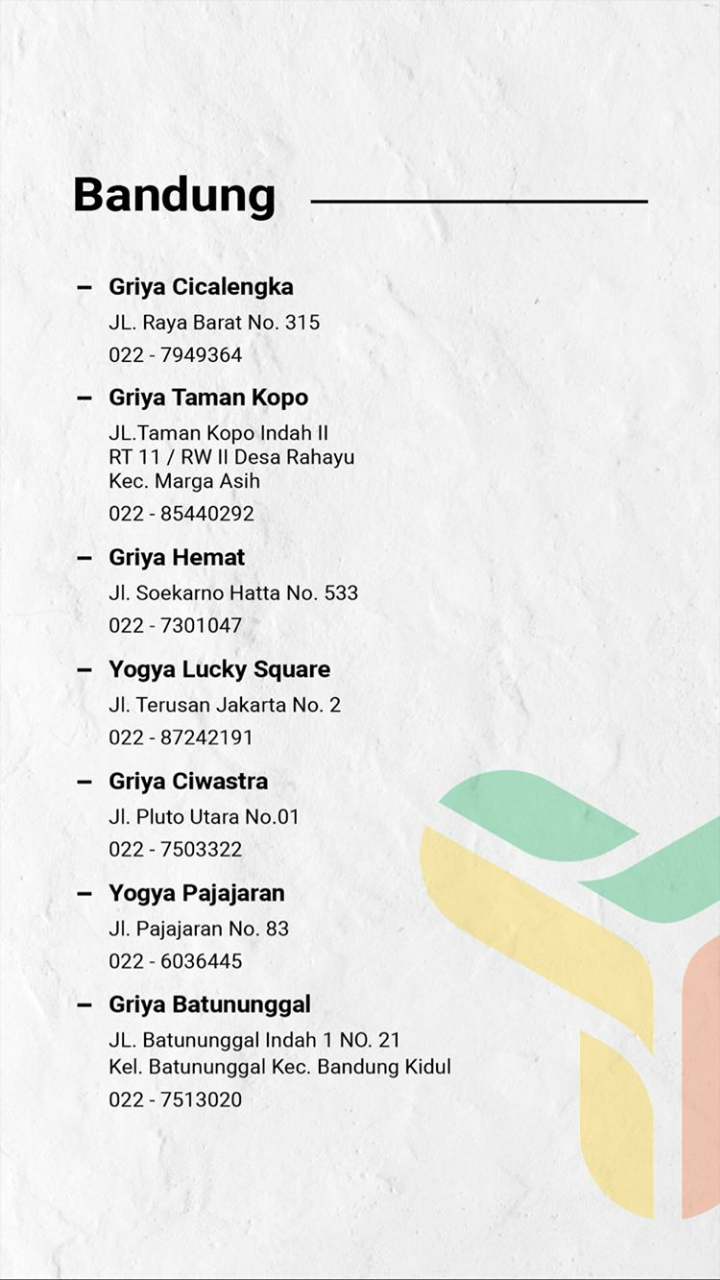 Bandung
– Griya Cicalengka
JL. Raya Barat No. 315
022 - 7949364
– Griya Taman Kopo
JL.Taman Kopo Indah II
RT 11 / RW II Desa Rahayu
Kec. Marga Asih
022 - 85440292
– Griya Hemat
Jl. Soekarno Hatta No. 533
022 - 7301047
– Yogya Lucky Square
Jl. Terusan Jakarta No. 2
022 - 87242191
– Griya Ciwastra
Jl. Pluto Utara No.01
022 - 7503322
– Yogya Pajajaran
Jl. Pajajaran No. 83
022 - 6036445
– Griya Batununggal
JL. Batununggal Indah 1 NO. 21
Kel. Batununggal Kec. Bandung Kidul
022 - 7513020